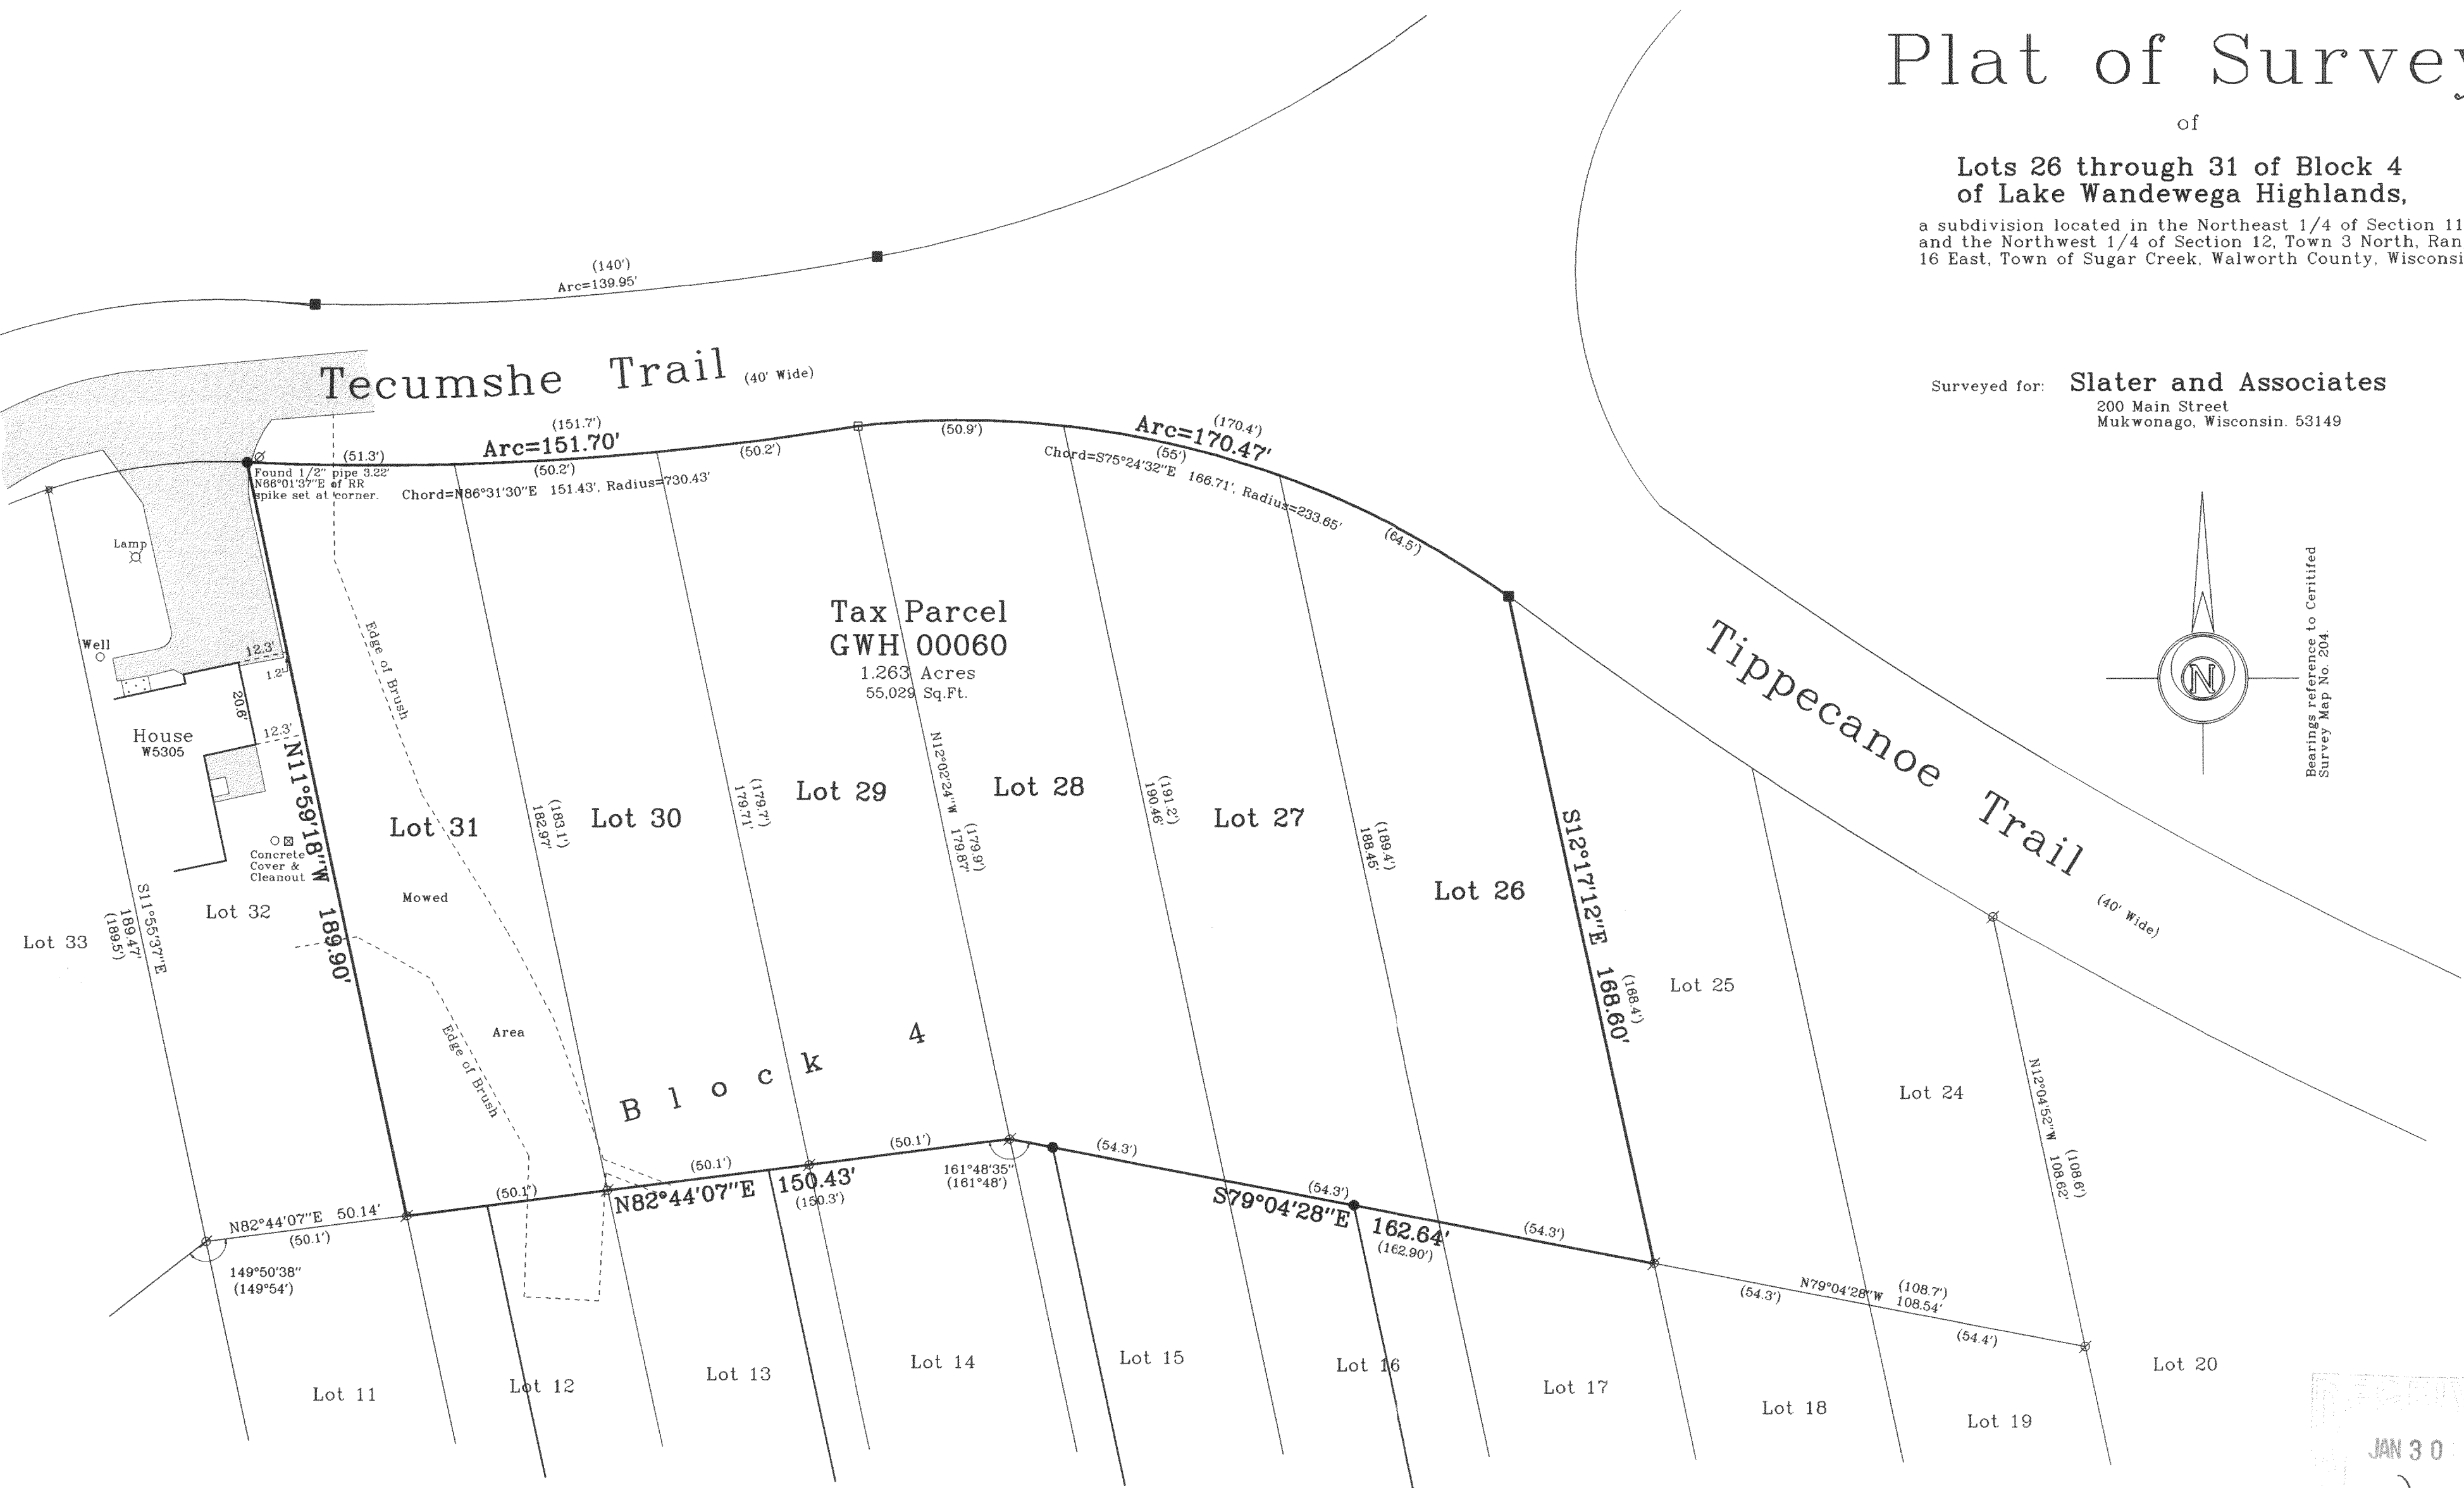 Plat of Survey
of
Lots 26 through 31 of Block 4
of Lake Wandewega Highlands,
a subdivision located in the Northeast 1/4 of Section 11
and the Northwest 1/4 of Section 12, Town 3 North, Ran
16 East, Town of Sugar Creek, Walworth County, Wisconsi
Surveyed for: Slater and Associates
200 Main Street
Mukwonago, Wisconsin. 53149
N
Bearings reference to Ceritifed
Survey Map No. 204.
(140')
Arc=139.95'
Tecumshe Trail (40' Wide)
(151.7')
Arc=151.70'
(51.3')
(50.2')
(50.2')
Chord=N86°31'30"E 151.43', Radius=730.43'
Found 1/2" pipe 3.22'
N66°01'37"E of RR
spike set at corner.
(50.9')
(170.4')
Arc=170.47'
(55')
Chord=S75°24'32"E 166.71', Radius=233.65'
(64.5')
Tippecanoe Trail
(40' Wide)
Lamp
Well
12.3'
1.2'
20.6'
12.3'
House
W5305
Concrete
Cover &
Cleanout
Edge of Brush
Tax Parcel
GWH 00060
1.263 Acres
55,029 Sq.Ft.
N11°59'18"W 189.90'
S11°55'37"E
189.47'
(189.5')
Lot 33
Lot 32
Lot 31
Lot 30
Lot 29
Lot 28
Lot 27
Lot 26
Lot 25
Lot 24
(183.1')
182.97'
(179.7')
179.71'
N12°02'24"W 179.87'
(179.9')
(191.2')
190.46'
(189.4')
188.45'
S12°17'12"E 168.60'
(168.4')
N12°04'52"W 108.62'
(108.6')
Mowed
Area
Edge of Brush
Block 4
N82°44'07"E 50.14'
(50.1')
149°50'38"
(149°54')
(50.1')
(50.1')
(50.1')
N82°44'07"E 150.43'
(150.3')
161°48'35"
(161°48')
(54.3')
(54.3')
(54.3')
S79°04'28"E 162.64'
(162.90')
N79°04'28"W 108.54'
(108.7')
(54.3')
(54.4')
Lot 11
Lot 12
Lot 13
Lot 14
Lot 15
Lot 16
Lot 17
Lot 18
Lot 19
Lot 20
JAN 30